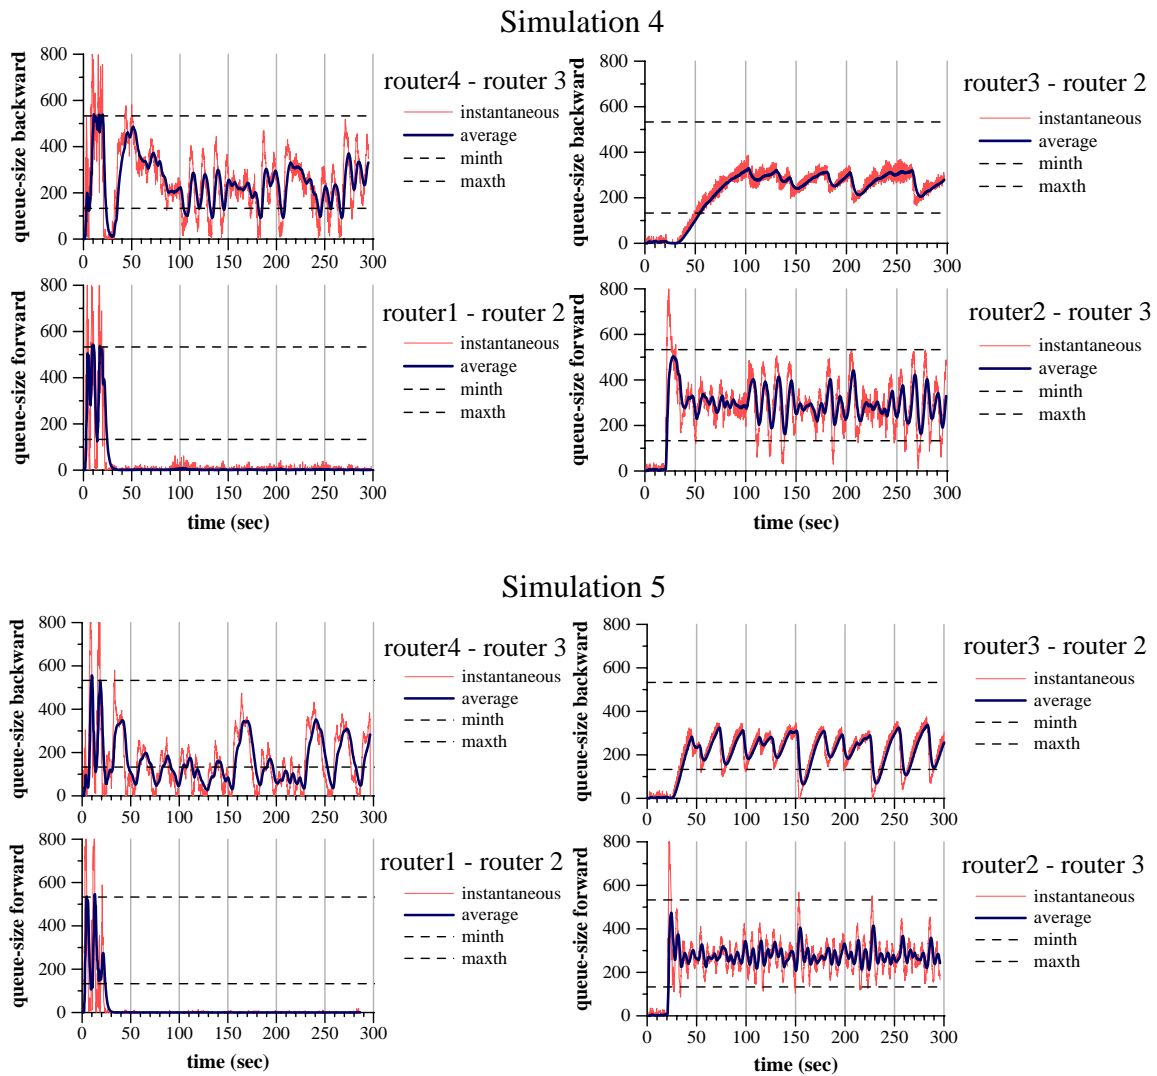 Simulation 4
queue-size backward
800
600
400
200
0
0 50 100 150 200 250 300
router4 - router 3
instantaneous
average
minth
maxth
queue-size backward
800
600
400
200
0
0 50 100 150 200 250 300
router3 - router 2
instantaneous
average
minth
maxth
queue-size forward
800
600
400
200
0
0 50 100 150 200 250 300
time (sec)
router1 - router 2
instantaneous
average
minth
maxth
queue-size forward
800
600
400
200
0
0 50 100 150 200 250 300
time (sec)
router2 - router 3
instantaneous
average
minth
maxth
Simulation 5
queue-size backward
800
600
400
200
0
0 50 100 150 200 250 300
router4 - router 3
instantaneous
average
minth
maxth
queue-size backward
800
600
400
200
0
0 50 100 150 200 250 300
router3 - router 2
instantaneous
average
minth
maxth
queue-size forward
800
600
400
200
0
0 50 100 150 200 250 300
time (sec)
router1 - router 2
instantaneous
average
minth
maxth
queue-size forward
800
600
400
200
0
0 50 100 150 200 250 300
time (sec)
router2 - router 3
instantaneous
average
minth
maxth